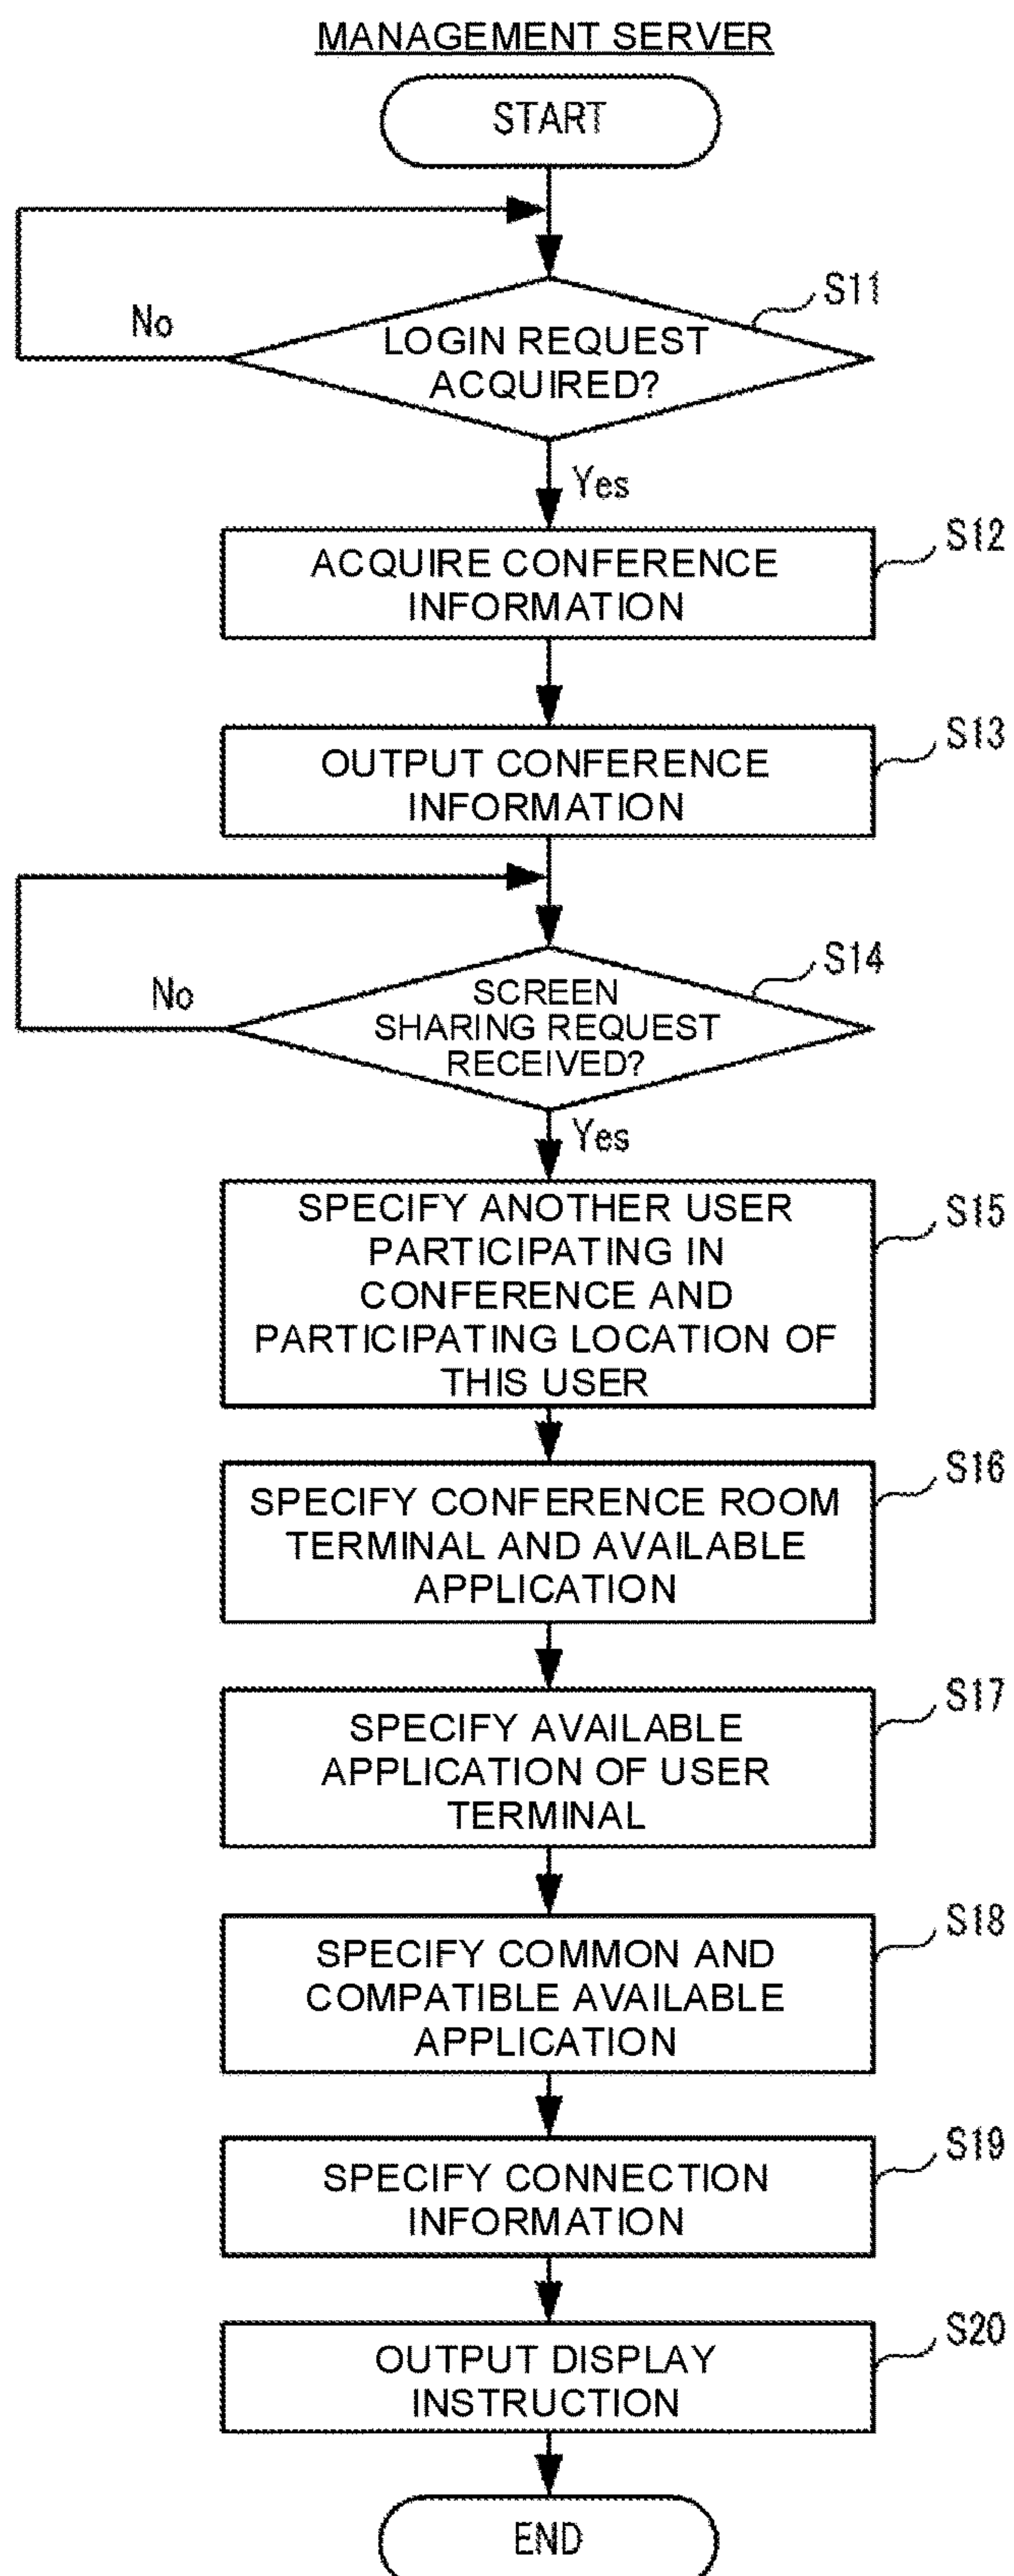 MANAGEMENT SERVER
START
S11
No
LOGIN REQUEST
ACQUIRED?
Yes
S12
ACQUIRE CONFERENCE
INFORMATION
S13
OUTPUT CONFERENCE
INFORMATION
S14
No
SCREEN
SHARING REQUEST
RECEIVED?
Yes
S15
SPECIFY ANOTHER USER
PARTICIPATING IN
CONFERENCE AND
PARTICIPATING LOCATION OF
THIS USER
S16
SPECIFY CONFERENCE ROOM
TERMINAL AND AVAILABLE
APPLICATION
S17
SPECIFY AVAILABLE
APPLICATION OF USER
TERMINAL
S18
SPECIFY COMMON AND
COMPATIBLE AVAILABLE
APPLICATION
S19
SPECIFY CONNECTION
INFORMATION
S20
OUTPUT DISPLAY
INSTRUCTION
END